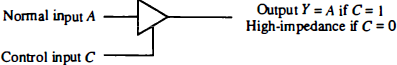 Normal input A
Output Y = A if C = 1
High-impedance if C = 0
Control input C